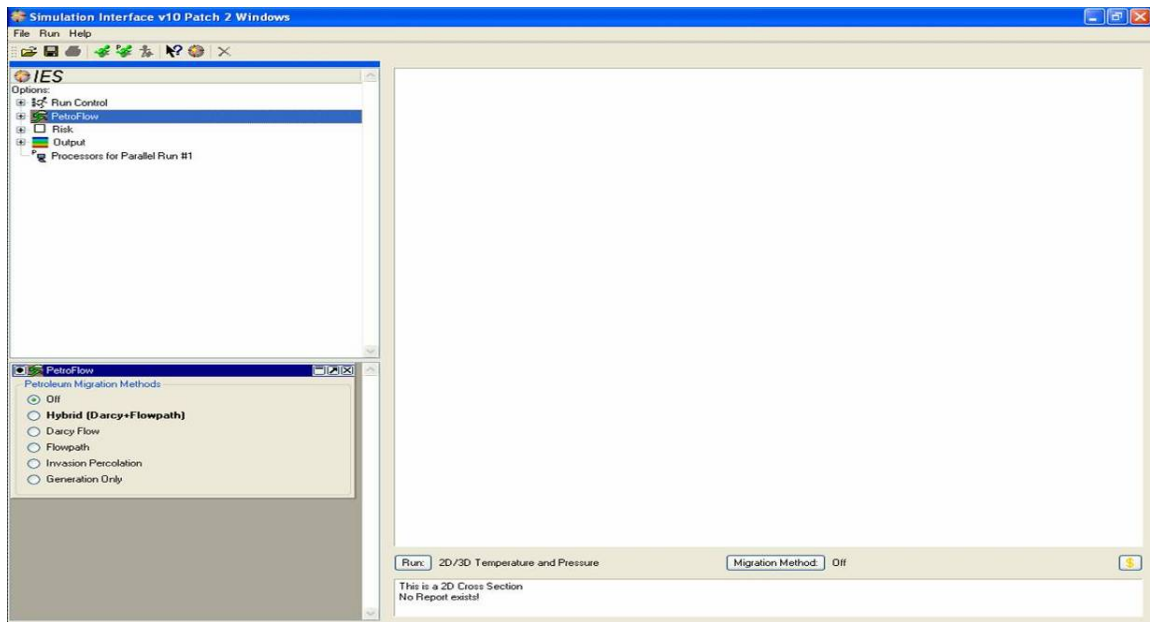 Simulation Interface v10 Patch 2 Windows
File Run Help
IES
Options:
Run Control
PetroFlow
Risk
Output
Processors for Parallel Run #1
PetroFlow
Petroleum Migration Methods
Off
Hybrid (Darcy+Flowpath)
Darcy Flow
Flowpath
Invasion Percolation
Generation Only
Run: 2D/3D Temperature and Pressure Migration Method: Off $
This is a 2D Cross Section
No Report exists!